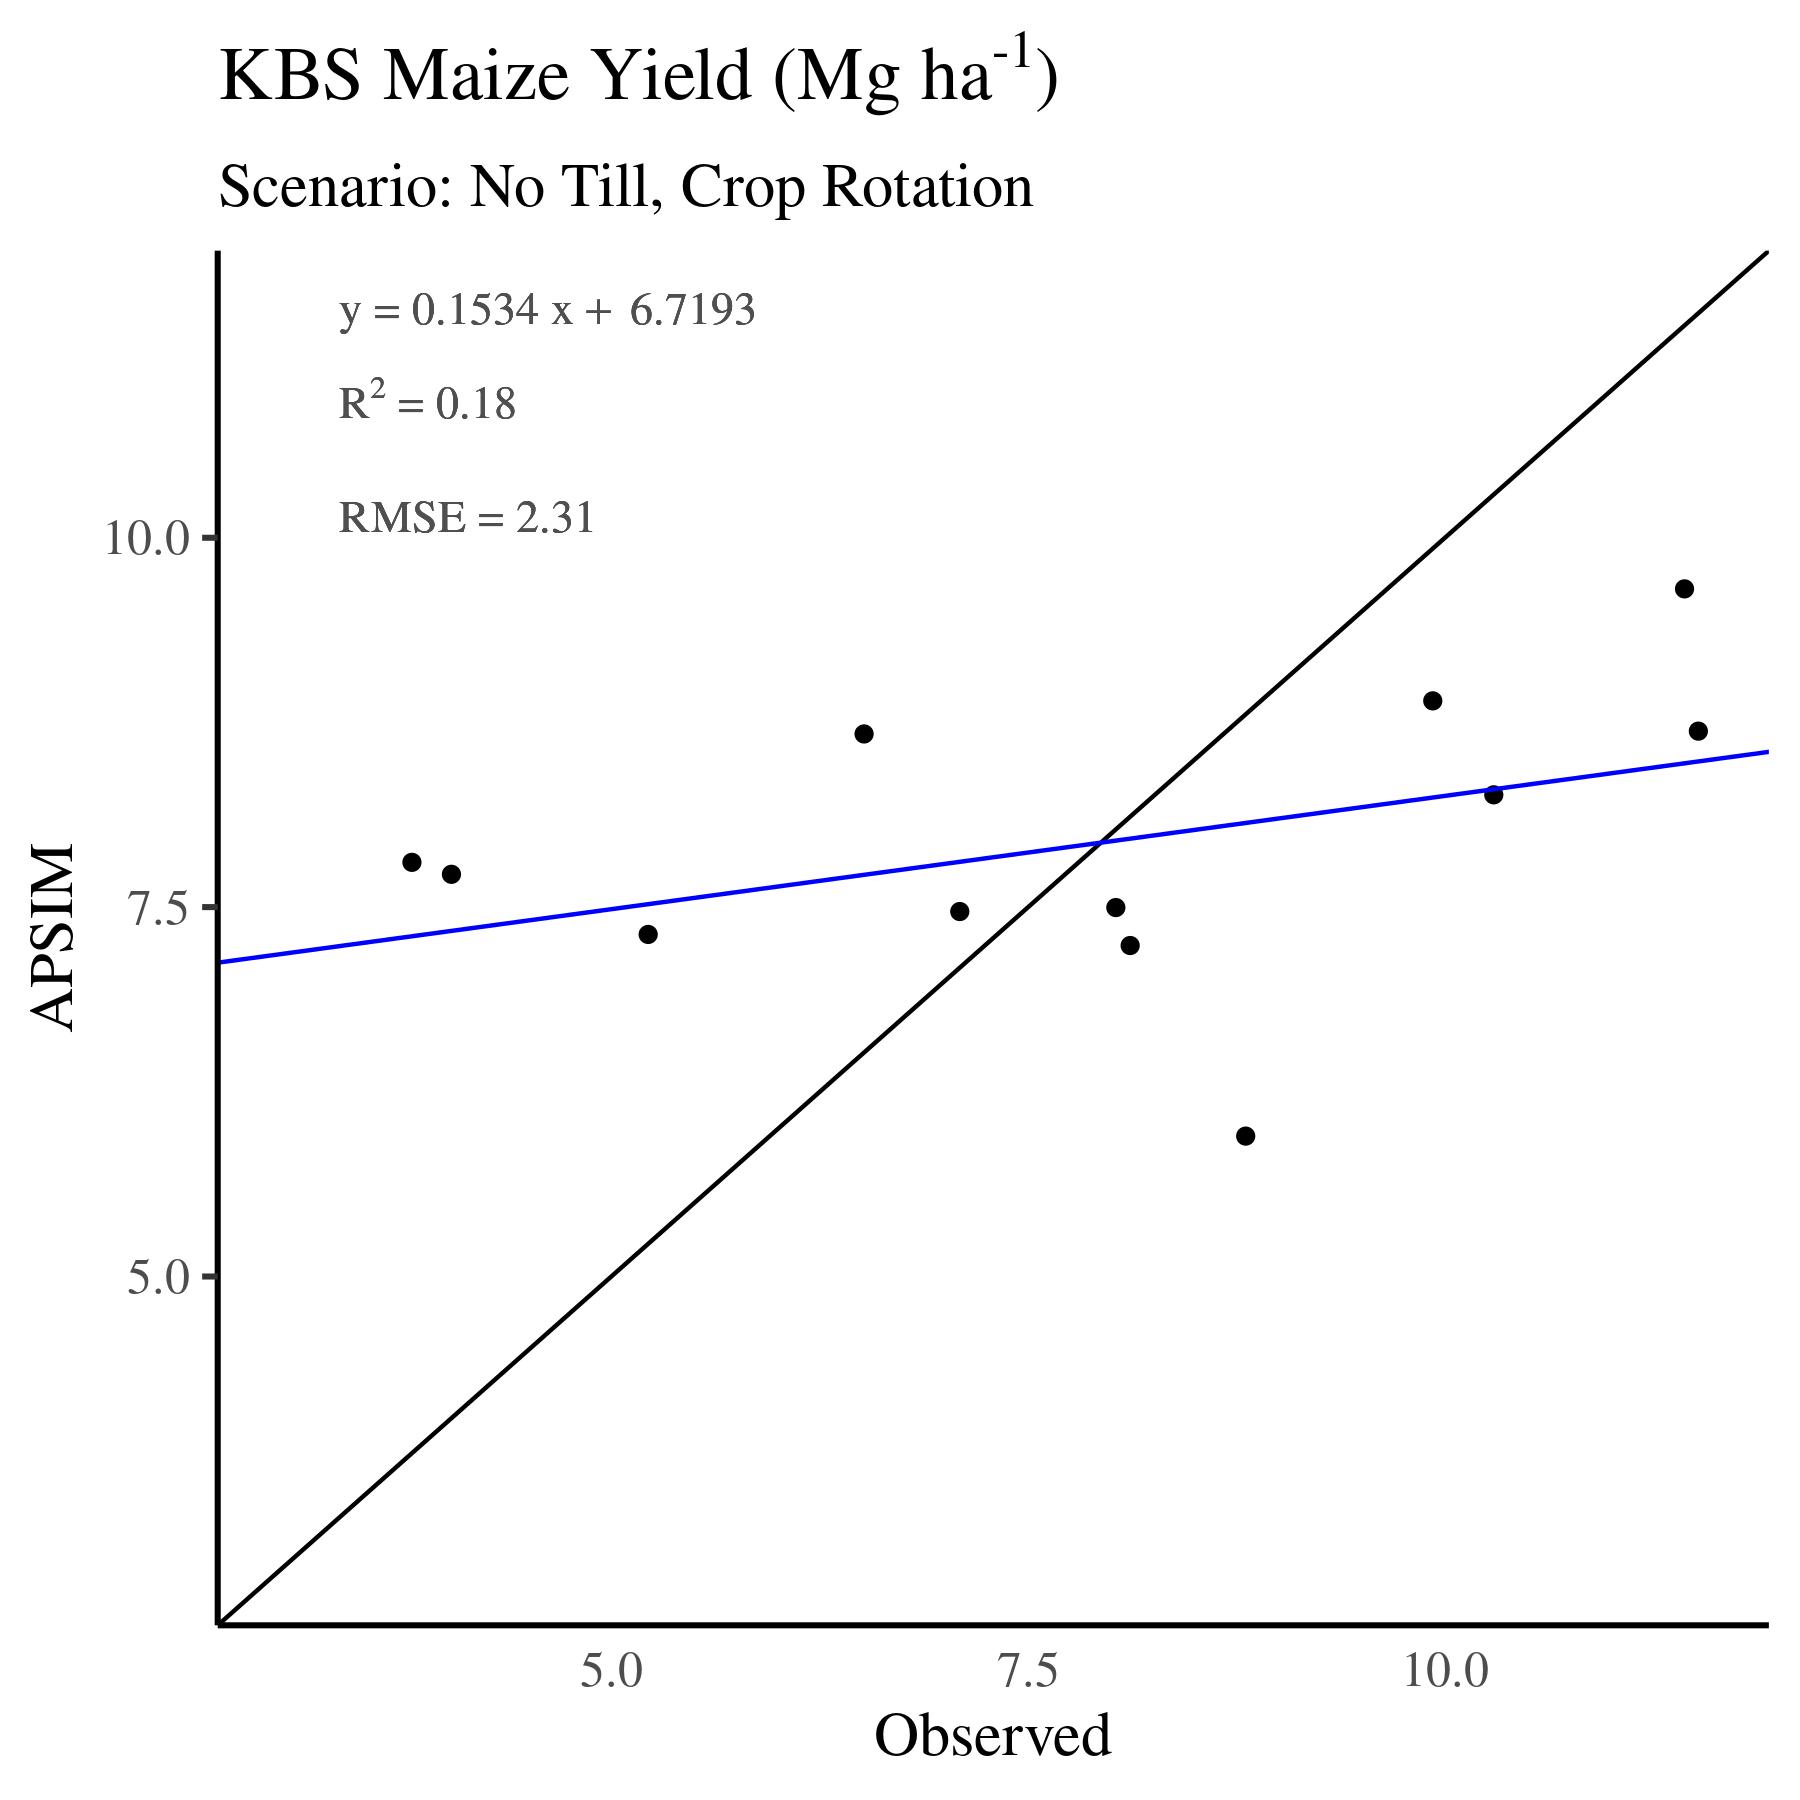 KBS Maize Yield (Mg ha⁻¹)
Scenario: No Till, Crop Rotation
y = 0.1534 x + 6.7193
R² = 0.18
RMSE = 2.31
10.0
7.5
5.0
APSIM
5.0 7.5 10.0
Observed